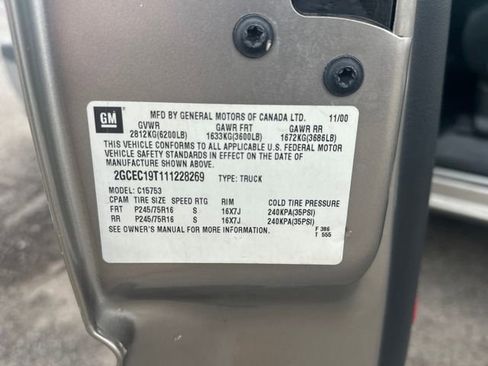 GM
MFD BY GENERAL MOTORS OF CANADA LTD. 11/00
GVWR GAWR FRT GAWR RR
2812KG(6200LB) 1633KG(3600LB) 1672KG(3686LB)
THIS VEHICLE CONFORMS TO ALL APPLICABLE U.S. FEDERAL MOTOR
VEHICLE SAFETY STANDARDS IN EFFECT ON THE DATE OF
MANUFACTURE SHOWN ABOVE.
2GCEC19T111228269 TYPE: TRUCK
MODEL: C15753
CPAM TIRE SIZE SPEED RTG RIM COLD TIRE PRESSURE
FRT P245/75R16 S 16X7J 240KPA(35PSI)
RR P245/75R16 S 16X7J 240KPA(35PSI)
SEE OWNER'S MANUAL FOR MORE INFORMATION. F 386
T 555